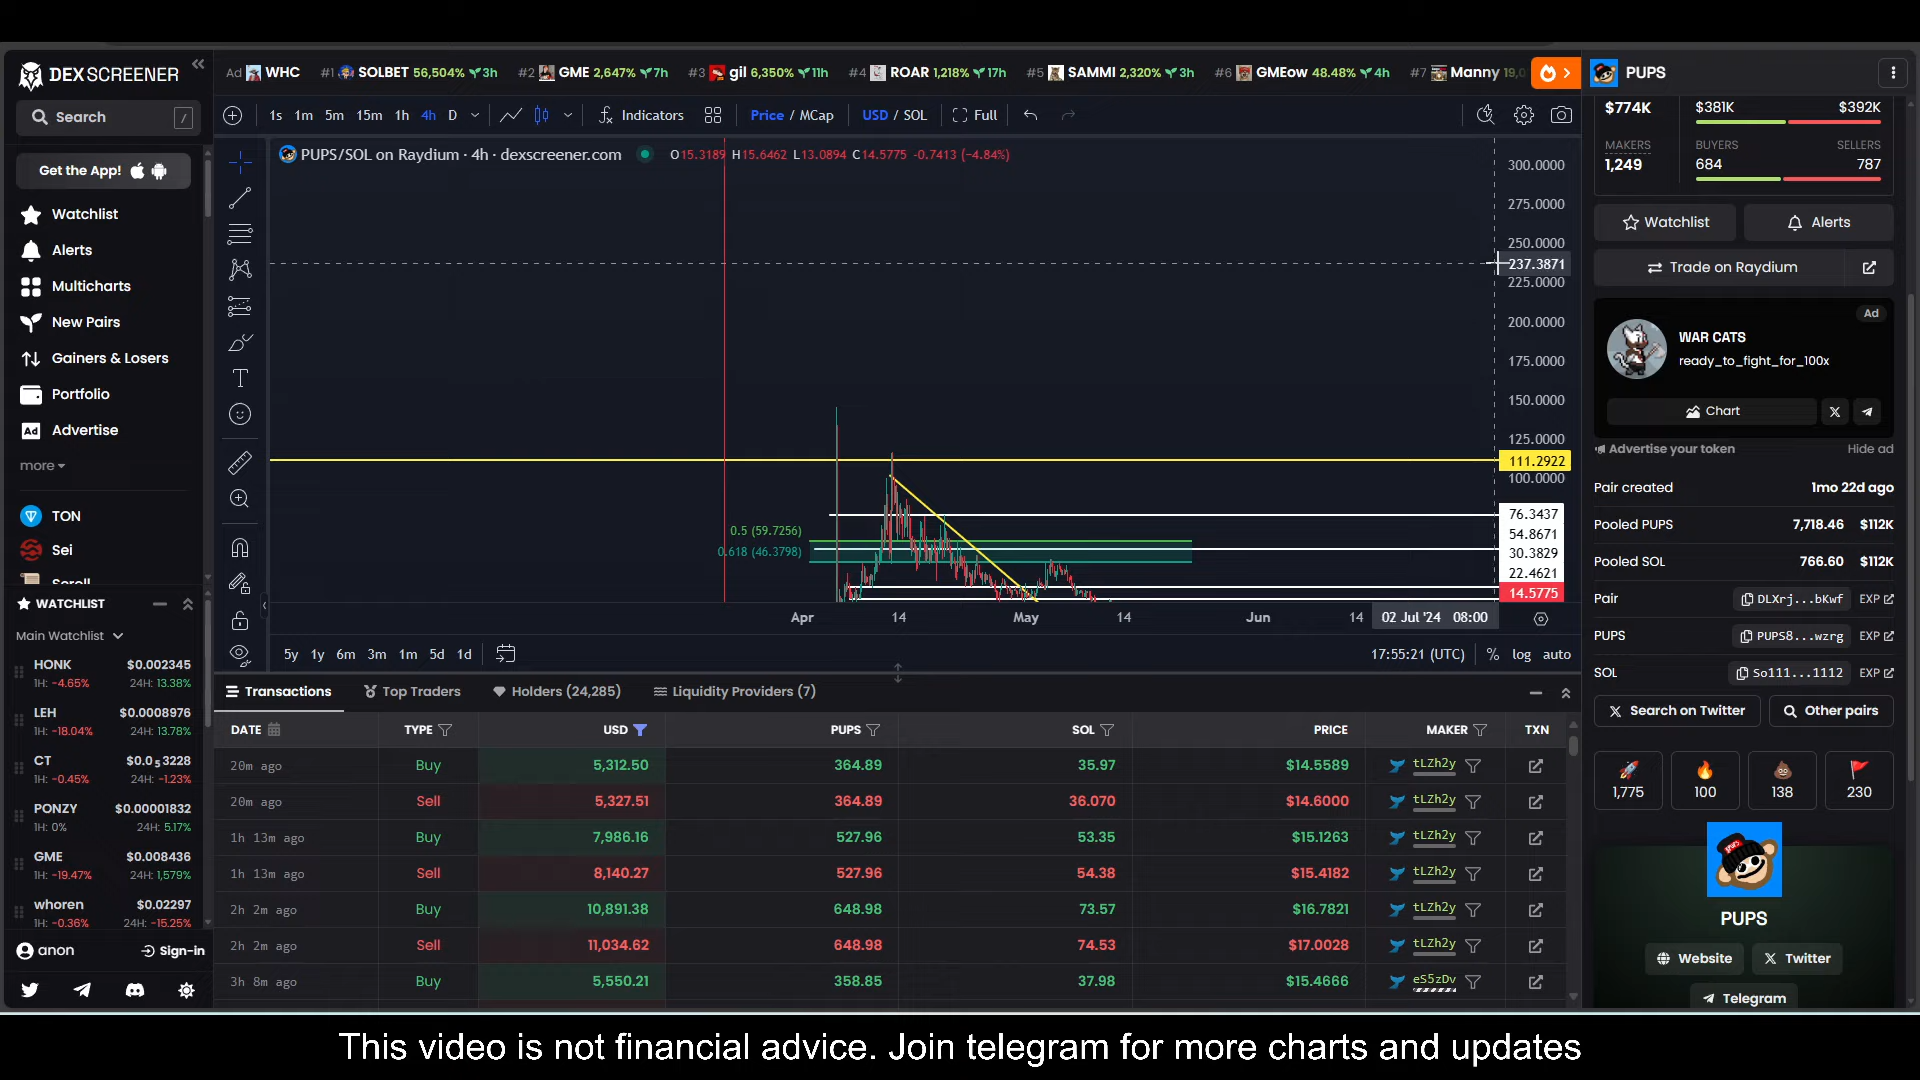 DEX SCREENER
Search /
Get the App!
Watchlist
Alerts
Multicharts
New Pairs
Gainers & Losers
Portfolio
Advertise
more
TON
Sei
Scroll
WATCHLIST
Main Watchlist
HONK $0.002345
1H: -4.65% 24H: 13.38%
LEH $0.0008976
1H: -18.04% 24H: 13.78%
CT $0.0₅3228
1H: -0.45% 24H: -1.23%
PONZY $0.00001832
1H: 0% 24H: 5.17%
GME $0.008436
1H: -19.47% 24H: 1,579%
whoren $0.02297
1H: -0.36% 24H: -15.25%
anon Sign-in
Ad WHC #1 SOLBET 56,504% 3h #2 GME 2,647% 7h #3 gil 6,350% 11h #4 ROAR 1,218% 17h #5 SAMMI 2,320% 3h #6 GMEow 48.48% 4h #7 Manny 19,0
1s 1m 5m 15m 1h 4h D Indicators Price / MCap USD / SOL Full
PUPS/SOL on Raydium · 4h · dexscreener.com O15.3189 H15.6462 L13.0894 C14.5775 -0.7413 (-4.84%)
300.0000
275.0000
250.0000
237.3871
225.0000
200.0000
175.0000
150.0000
125.0000
111.2922
100.0000
76.3437
54.8671
30.3829
22.4621
14.5775
0.5 (59.7256)
0.618 (46.3798)
Apr 14 May 14 Jun 14 02 Jul '24 08:00
5y 1y 6m 3m 1m 5d 1d 17:55:21 (UTC) % log auto
Transactions Top Traders Holders (24,285) Liquidity Providers (7)
DATE TYPE USD PUPS SOL PRICE MAKER TXN
20m ago Buy 5,312.50 364.89 35.97 $14.5589 tLZh2y
20m ago Sell 5,327.51 364.89 36.070 $14.6000 tLZh2y
1h 13m ago Buy 7,986.16 527.96 53.35 $15.1263 tLZh2y
1h 13m ago Sell 8,140.27 527.96 54.38 $15.4182 tLZh2y
2h 2m ago Buy 10,891.38 648.98 73.57 $16.7821 tLZh2y
2h 2m ago Sell 11,034.62 648.98 74.53 $17.0028 tLZh2y
3h 8m ago Buy 5,550.21 358.85 37.98 $15.4666 eS5zDv
PUPS
$774K $381K $392K
MAKERS BUYERS SELLERS
1,249 684 787
Watchlist Alerts
Trade on Raydium
Ad
WAR CATS
ready_to_fight_for_100x
Chart
Advertise your token Hide ad
Pair created 1mo 22d ago
Pooled PUPS 7,718.46 $112K
Pooled SOL 766.60 $112K
Pair DLXrj...bKwf EXP
PUPS PUPS8...wzrg EXP
SOL So111...1112 EXP
Search on Twitter Other pairs
1,775 100 138 230
PUPS
Website Twitter
Telegram
This video is not financial advice. Join telegram for more charts and updates